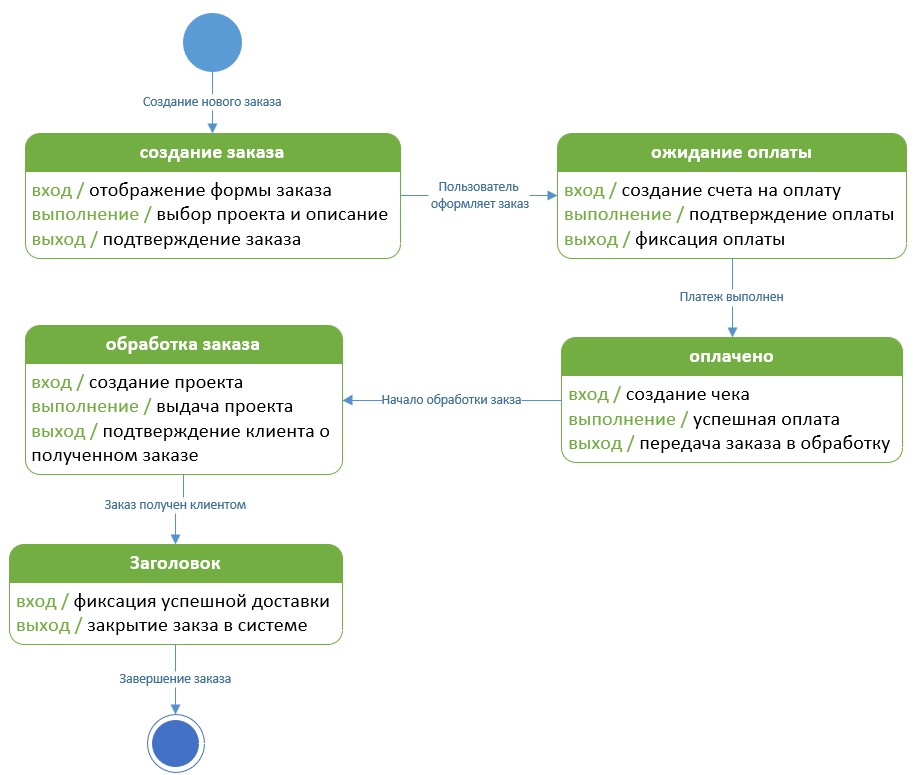 Создание нового заказа
создание заказа
вход / отображение формы заказа
выполнение / выбор проекта и описание
выход / подтверждение заказа
Пользователь
оформляет заказ
ожидание оплаты
вход / создание счета на оплату
выполнение / подтверждение оплаты
выход / фиксация оплаты
Платеж выполнен
оплачено
вход / создание чека
выполнение / успешная оплата
выход / передача заказа в обработку
Начало обработки закза
обработка заказа
вход / создание проекта
выполнение / выдача проекта
выход / подтверждение клиента о
полученном заказе
Заказ получен клиентом
Заголовок
вход / фиксация успешной доставки
выход / закрытие закза в системе
Завершение заказа